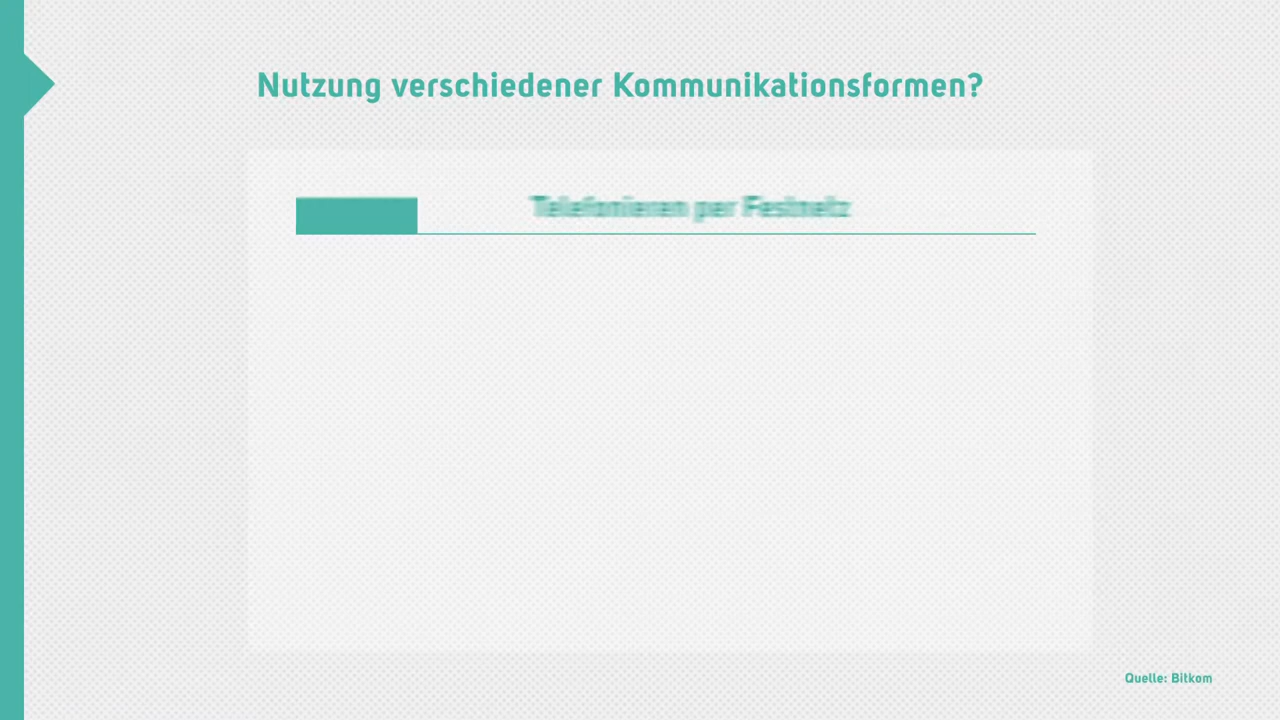 Nutzung verschiedener Kommunikationsformen?
Telefonieren per Festnetz
Quelle: Bitkom